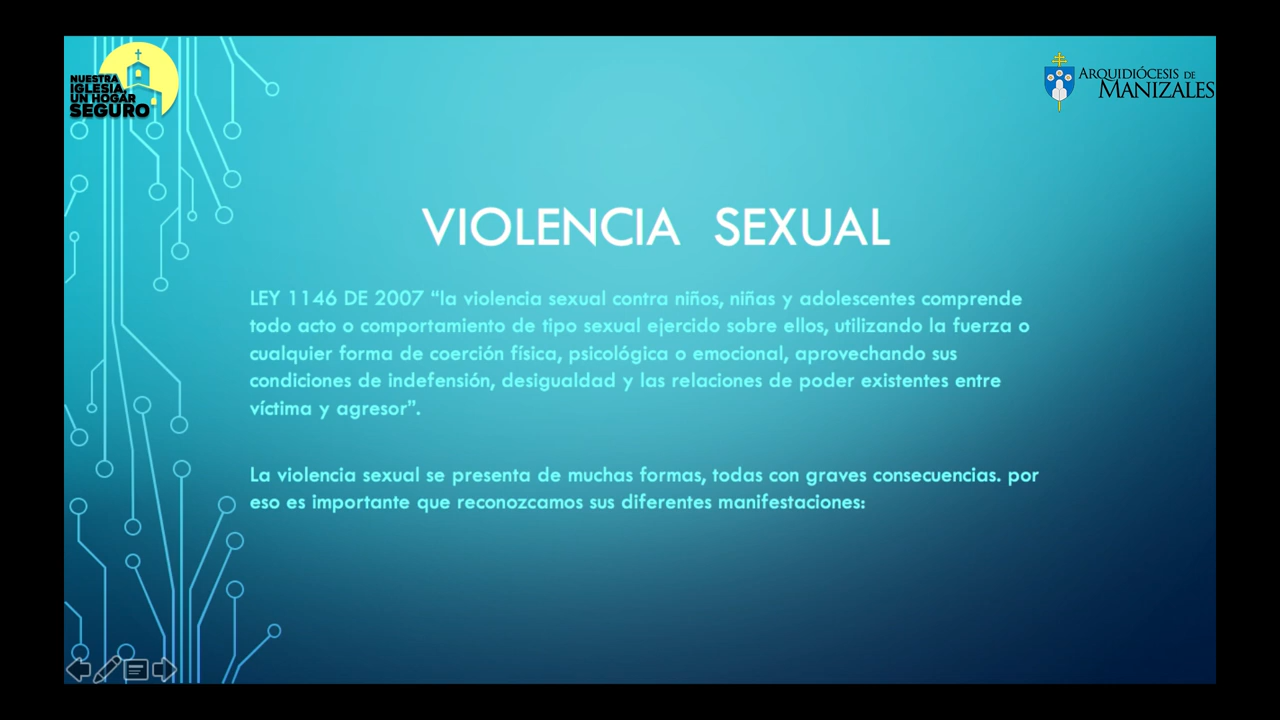 NUESTRA
IGLESIA,
UN HOGAR
SEGURO
ARQUIDIÓCESIS DE
MANIZALES
VIOLENCIA SEXUAL
LEY 1146 DE 2007 “la violencia sexual contra niños, niñas y adolescentes comprende
todo acto o comportamiento de tipo sexual ejercido sobre ellos, utilizando la fuerza o
cualquier forma de coerción física, psicológica o emocional, aprovechando sus
condiciones de indefensión, desigualdad y las relaciones de poder existentes entre
víctima y agresor”.
La violencia sexual se presenta de muchas formas, todas con graves consecuencias. por
eso es importante que reconozcamos sus diferentes manifestaciones: